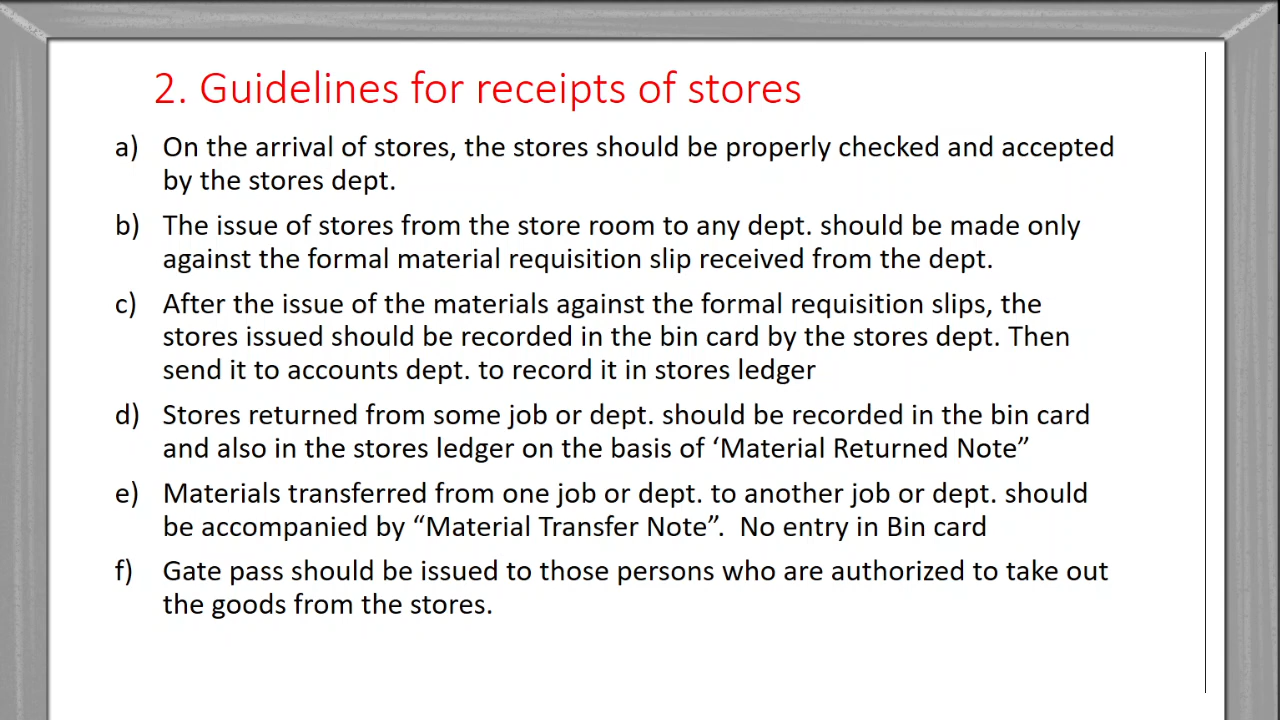 2. Guidelines for receipts of stores
a) On the arrival of stores, the stores should be properly checked and accepted
by the stores dept.
b) The issue of stores from the store room to any dept. should be made only
against the formal material requisition slip received from the dept.
c) After the issue of the materials against the formal requisition slips, the
stores issued should be recorded in the bin card by the stores dept. Then
send it to accounts dept. to record it in stores ledger
d) Stores returned from some job or dept. should be recorded in the bin card
and also in the stores ledger on the basis of ‘Material Returned Note”
e) Materials transferred from one job or dept. to another job or dept. should
be accompanied by “Material Transfer Note”.  No entry in Bin card
f) Gate pass should be issued to those persons who are authorized to take out
the goods from the stores.